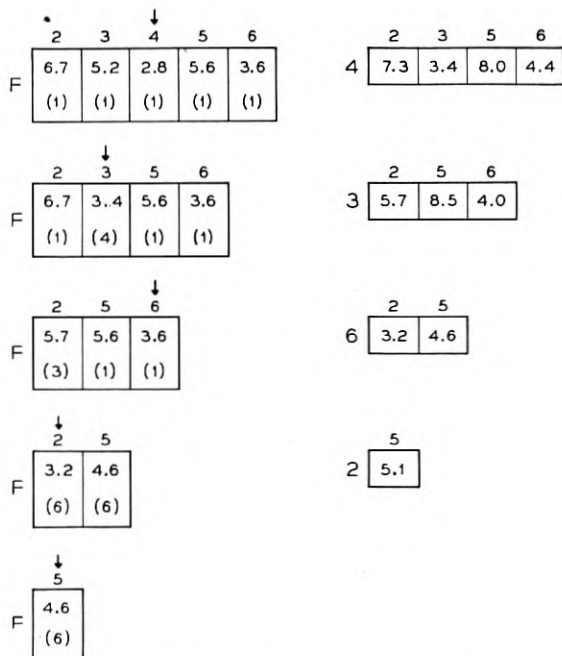 2 3 4 5 6
F 6.7 5.2 2.8 5.6 3.6
(1) (1) (1) (1) (1)
2 3 5 6
4 7.3 3.4 8.0 4.4
2 3 5 6
F 6.7 3.4 5.6 3.6
(1) (4) (1) (1)
2 5 6
3 5.7 8.5 4.0
2 5 6
F 5.7 5.6 3.6
(3) (1) (1)
2 5
6 3.2 4.6
2 5
F 3.2 4.6
(6) (6)
5
2 5.1
5
F 4.6
(6)